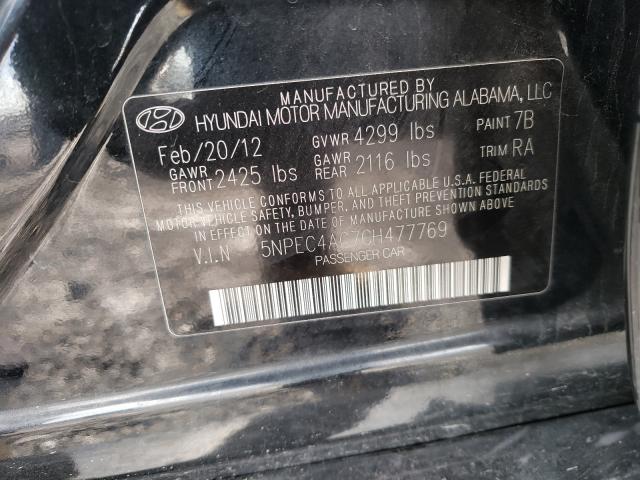 MANUFACTURED BY
HYUNDAI MOTOR MANUFACTURING ALABAMA, LLC
Feb/20/12 GVWR 4299 lbs PAINT 7B
GAWR FRONT 2425 lbs GAWR REAR 2116 lbs TRIM RA
THIS VEHICLE CONFORMS TO ALL APPLICABLE U.S.A. FEDERAL
MOTOR VEHICLE SAFETY, BUMPER, AND THEFT PREVENTION STANDARDS
IN EFFECT ON THE DATE OF MANUFACTURE SHOWN ABOVE
V.I.N 5NPEC4AC7CH477769
PASSENGER CAR